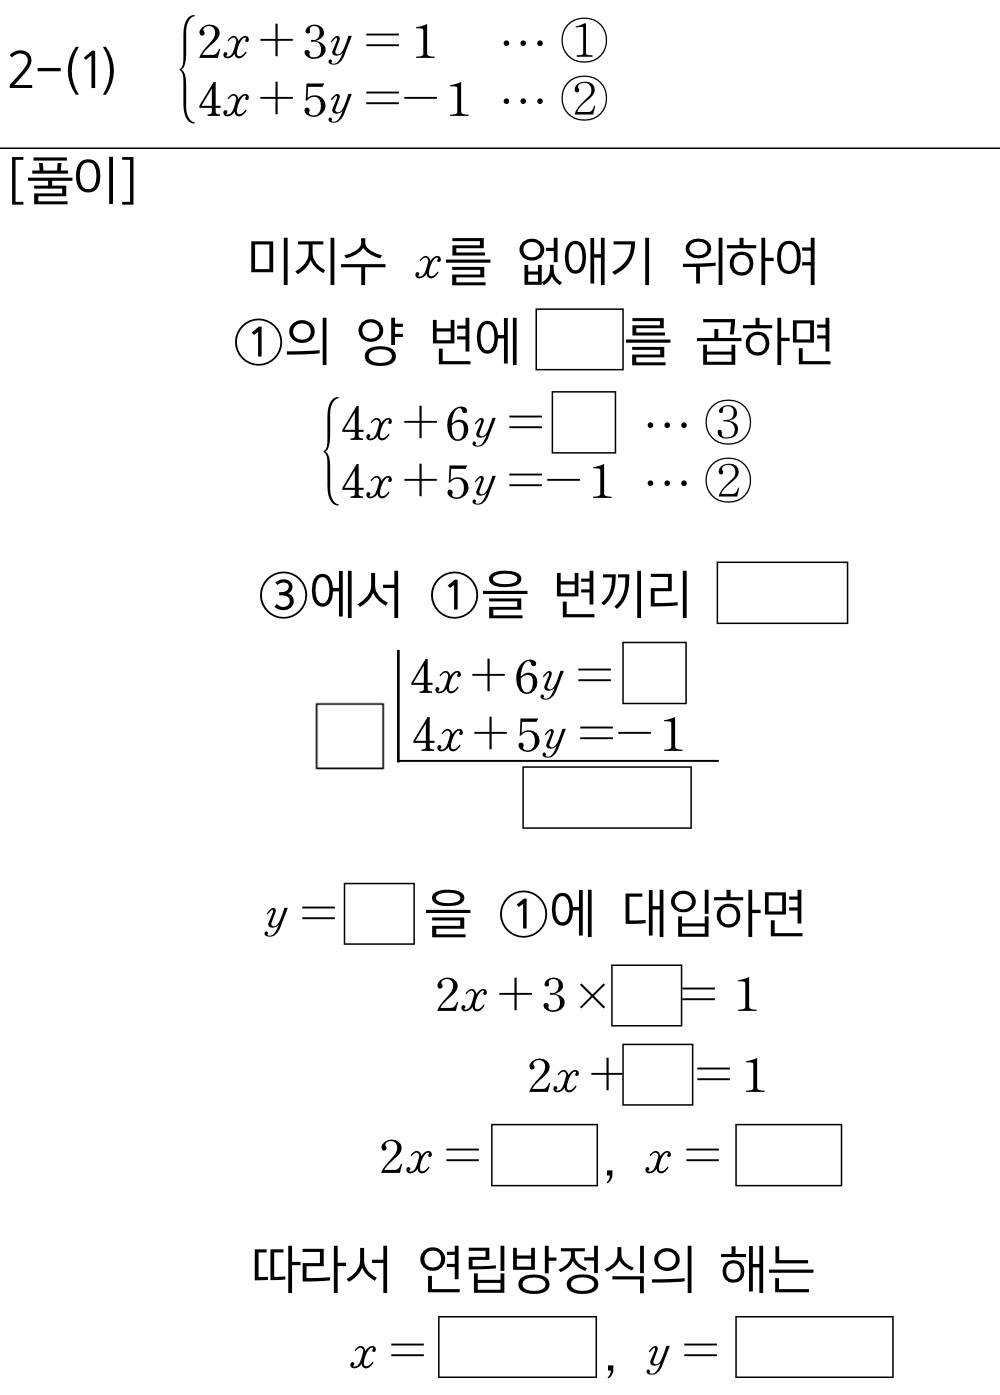 2-(1) 2x+3y=1 ⋯ ①
4x+5y=-1 ⋯ ②
[풀이]
미지수 x를 없애기 위하여
①의 양 변에 □를 곱하면
4x+6y=□ ⋯ ③
4x+5y=-1 ⋯ ②
③에서 ①을 변끼리 □
4x+6y=□
□ 4x+5y=-1
□
y=□을 ①에 대입하면
2x+3×□=1
2x+□=1
2x=□, x=□
따라서 연립방정식의 해는
x=□, y=□